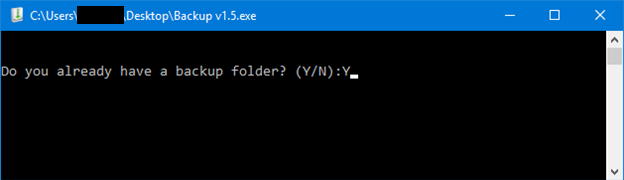 C:\Users\ \Desktop\Backup v1.5.exe
Do you already have a backup folder? (Y/N):Y